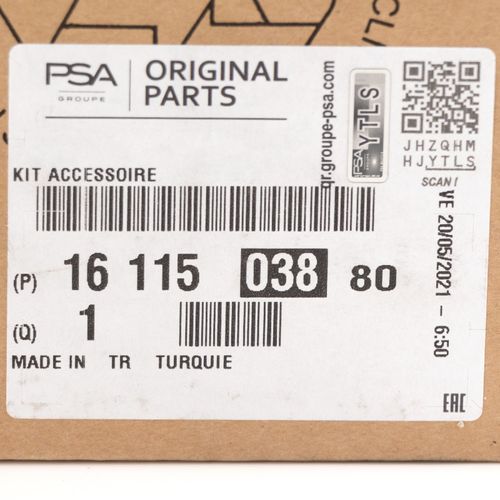 PSA
GROUPE
ORIGINAL
PARTS
qr.groupe-psa.com
PSA
YTLS
JHZQHM
HJYTLS
SCAN !
KIT ACCESSOIRE
VE 20/05/2021 - 6:50
(P) 16 115 038 80
(Q) 1
MADE IN TR TURQUIE
EAC